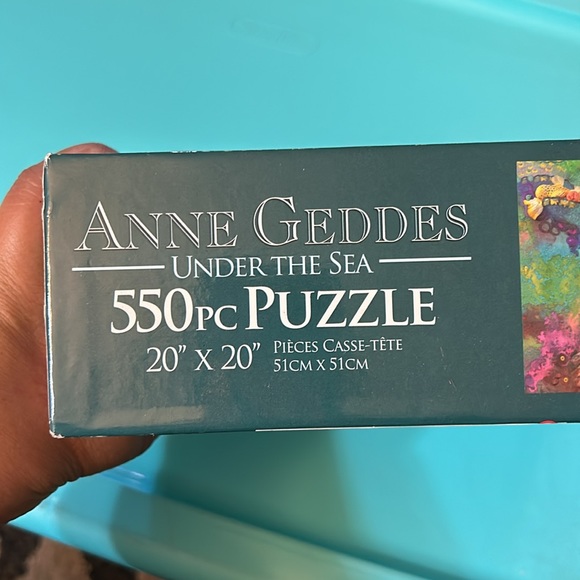 ANNE GEDDES
UNDER THE SEA
550PC PUZZLE
20" X 20" PIÈCES CASSE-TÊTE
51CM X 51CM